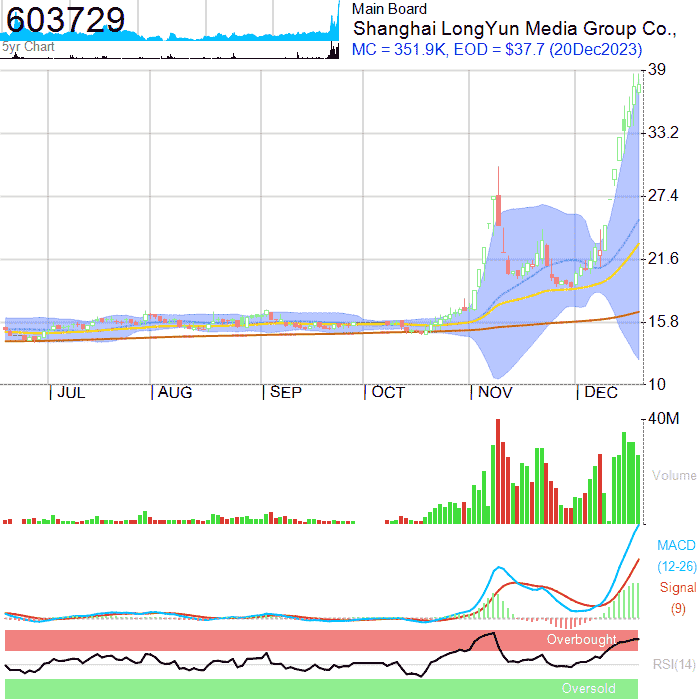 603729
5yr Chart
Main Board
Shanghai LongYun Media Group Co.,
MC = 351.9K, EOD = $37.7 (20Dec2023)
39
33.2
27.4
21.6
15.8
10
JUL AUG SEP OCT NOV DEC
40M
Volume
MACD
(12-26)
Signal
(9)
Overbought
RSI(14)
Oversold